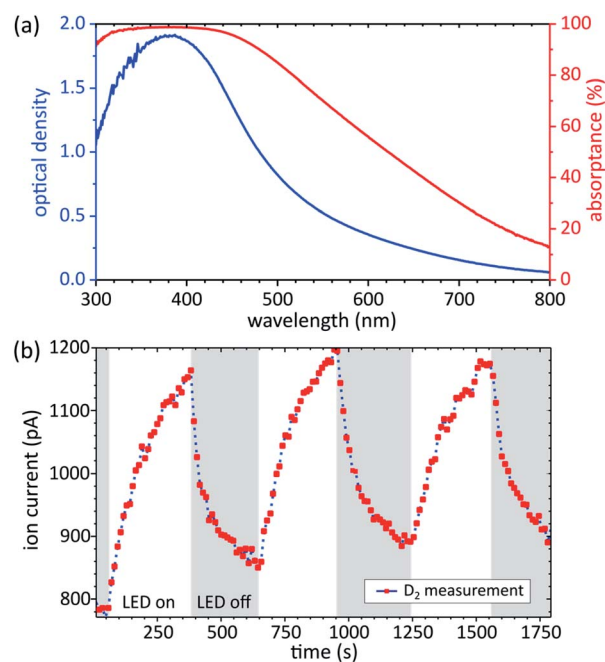 (a)
2.0
1.5
1.0
0.5
0.0
optical density
100
80
60
40
20
0
absorptance (%)
300 400 500 600 700 800
wavelength (nm)
(b)
1200
1100
1000
900
800
ion current (pA)
LED on LED off
D₂ measurement
250 500 750 1000 1250 1500 1750
time (s)